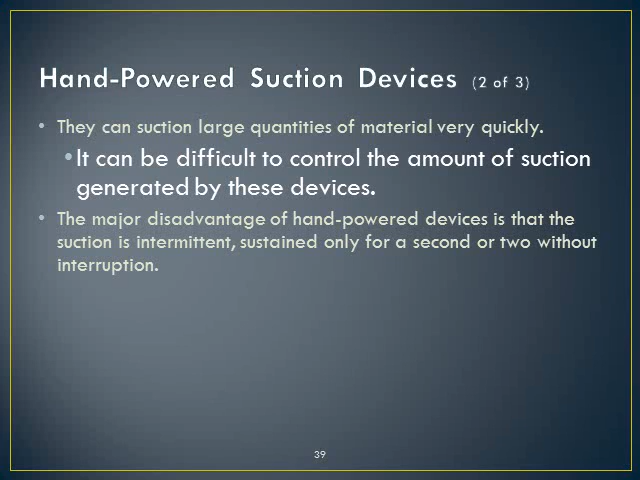 Hand-Powered Suction Devices (2 of 3)
• They can suction large quantities of material very quickly.
• It can be difficult to control the amount of suction
generated by these devices.
• The major disadvantage of hand-powered devices is that the
suction is intermittent, sustained only for a second or two without
interruption.
39